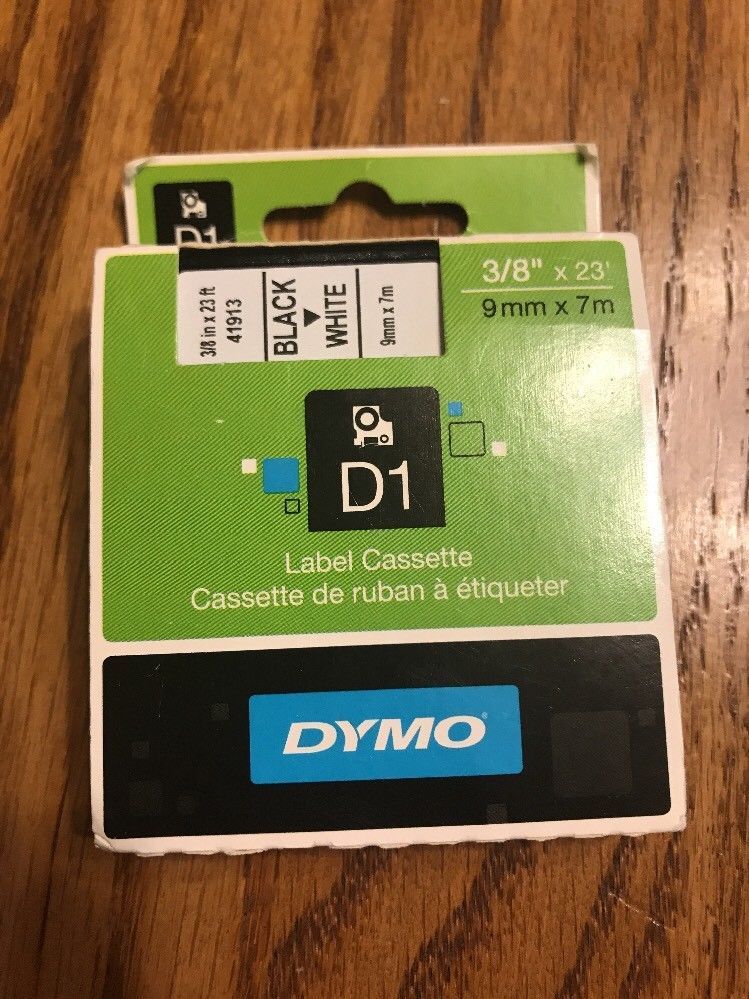 D1
3/8 in x 23 ft
41913
BLACK
▼
WHITE
9mm x 7m
3/8" x 23'
9mm x 7m
D1
Label Cassette
Cassette de ruban à étiqueter
DYMO®